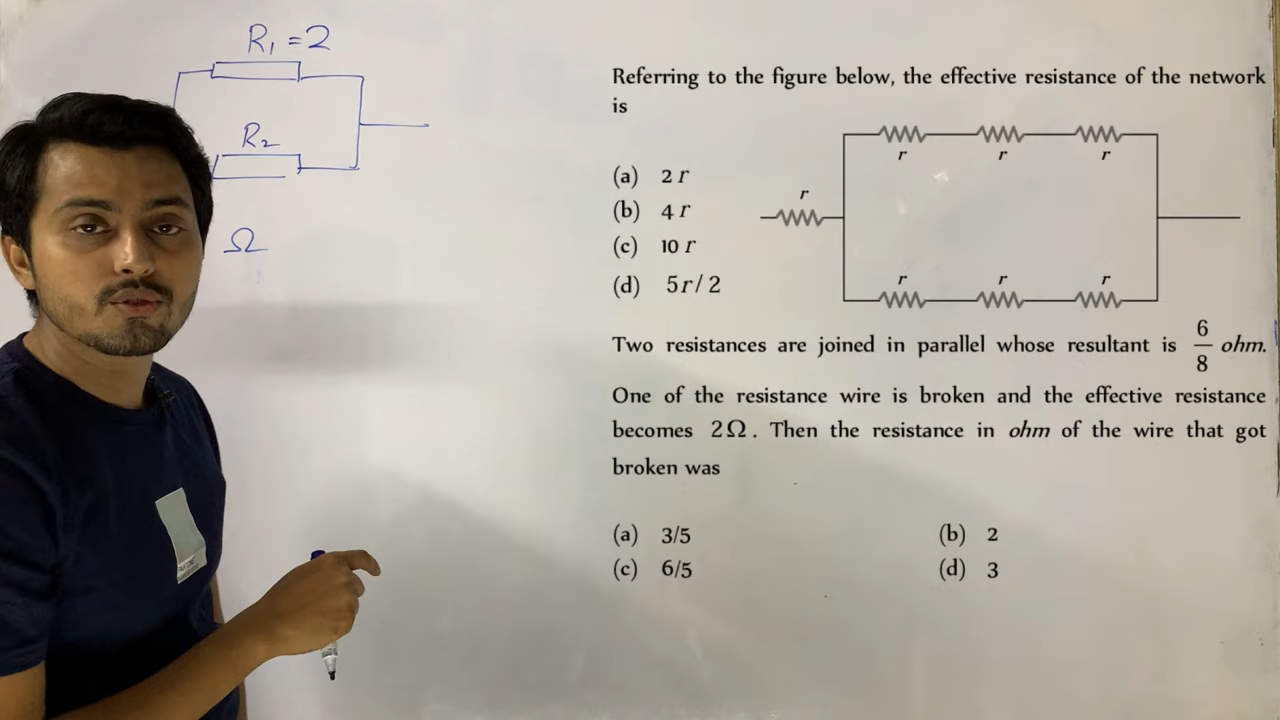 R₁ = 2
R₂
Ω
Referring to the figure below, the effective resistance of the network
is
(a) 2 r
(b) 4 r
(c) 10 r
(d) 5r/2
r
r r r
r r r
Two resistances are joined in parallel whose resultant is 6/8 ohm.
One of the resistance wire is broken and the effective resistance
becomes 2Ω. Then the resistance in ohm of the wire that got
broken was
(a) 3/5 (b) 2
(c) 6/5 (d) 3